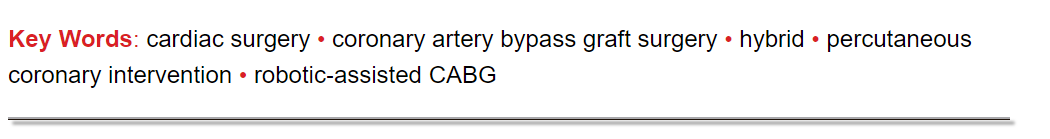 Key Words: cardiac surgery • coronary artery bypass graft surgery • hybrid • percutaneous
coronary intervention • robotic-assisted CABG